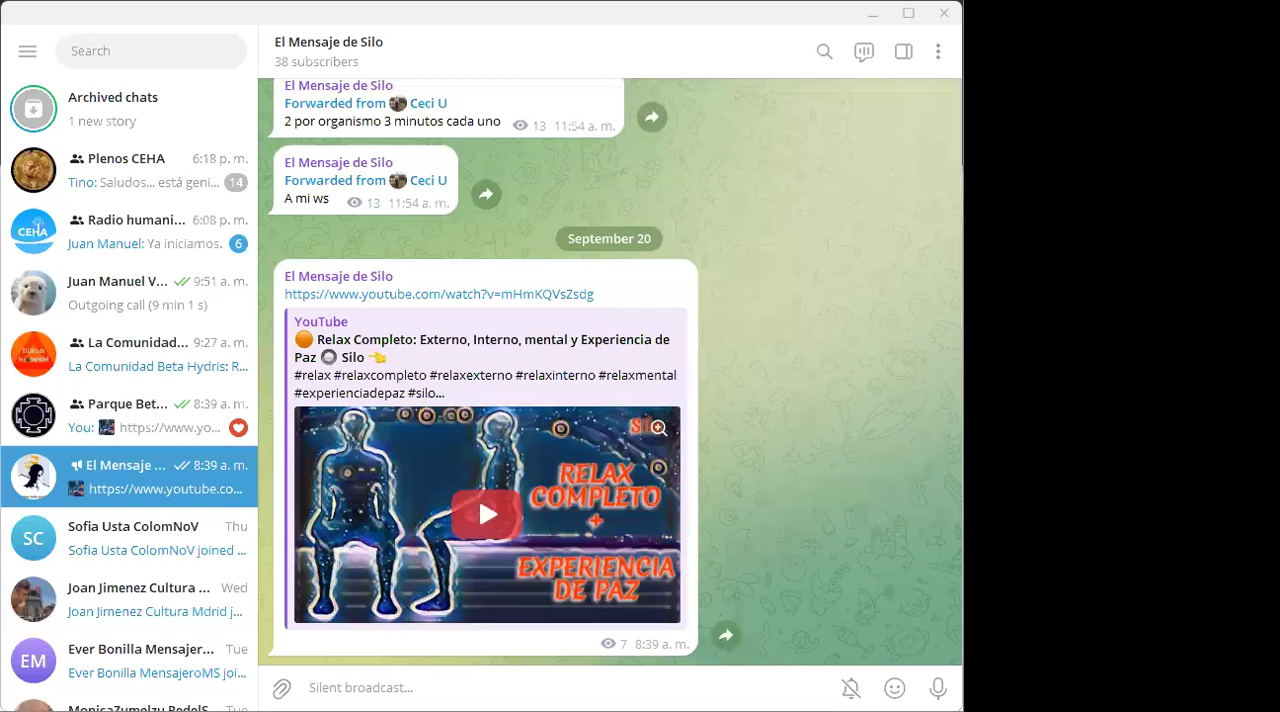 Search
Archived chats
1 new story
Plenos CEHA 6:18 p. m.
Tino: Saludos... está geni... 14
CEHA
Radio humani... 6:08 p. m.
Juan Manuel: Ya iniciamos. 6
Juan Manuel V... 9:51 a. m.
Outgoing call (9 min 1 s)
La Comunidad... 9:27 a. m.
La Comunidad Beta Hydris: R...
Parque Bet... 8:39 a. m.
You: https://www.yo...
El Mensaje ... 8:39 a. m.
https://www.youtube.co...
SC
Sofia Usta ColomNoV Thu
Sofia Usta ColomNoV joined ...
Joan Jimenez Cultura ... Wed
Joan Jimenez Cultura Mdrid j...
EM
Ever Bonilla Mensajer... Tue
Ever Bonilla MensajeroMS joi...
MonicaZumelzu RedelS... Tue
El Mensaje de Silo
38 subscribers
El Mensaje de Silo
Forwarded from Ceci U
2 por organismo 3 minutos cada uno 13 11:54 a. m.
El Mensaje de Silo
Forwarded from Ceci U
A mi ws 13 11:54 a. m.
September 20
El Mensaje de Silo
https://www.youtube.com/watch?v=mHmKQVsZsdg
YouTube
🟠 Relax Completo: Externo, Interno, mental y Experiencia de
Paz 🔘 Silo 👈
#relax #relaxcompleto #relaxexterno #relaxinterno #relaxmental
#experienciadepaz #silo...
RELAX
COMPLETO
+
EXPERIENCIA
DE PAZ
7 8:39 a. m.
Silent broadcast...